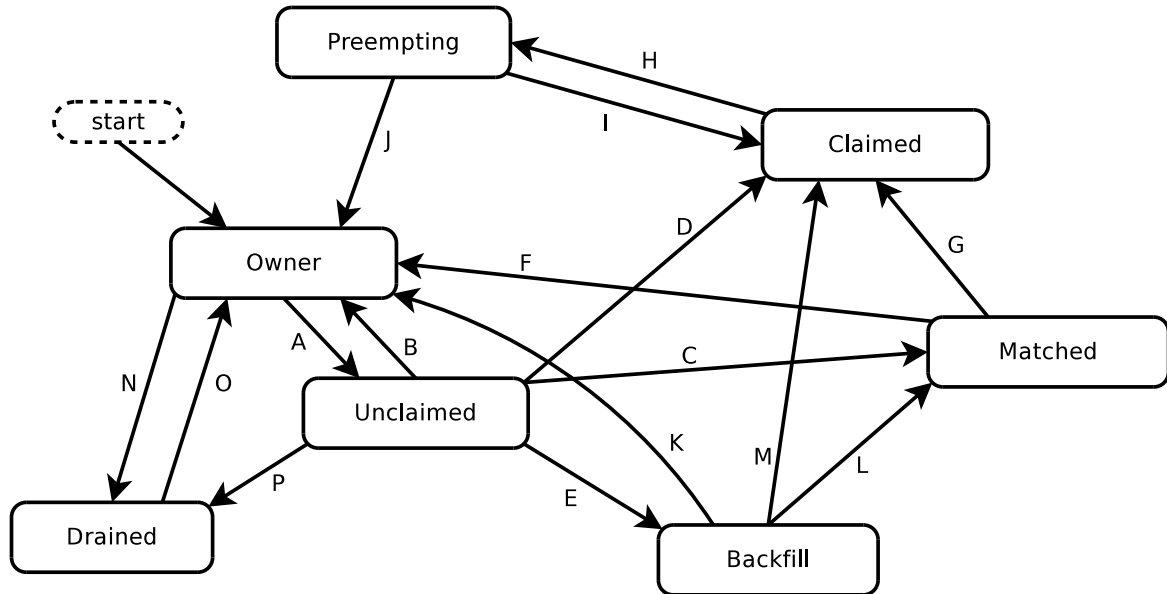 Preempting
H
start
I
J
Claimed
D
G
Owner
F
A
B
C
Matched
N
O
Unclaimed
K
M
L
P
E
Drained
Backfill